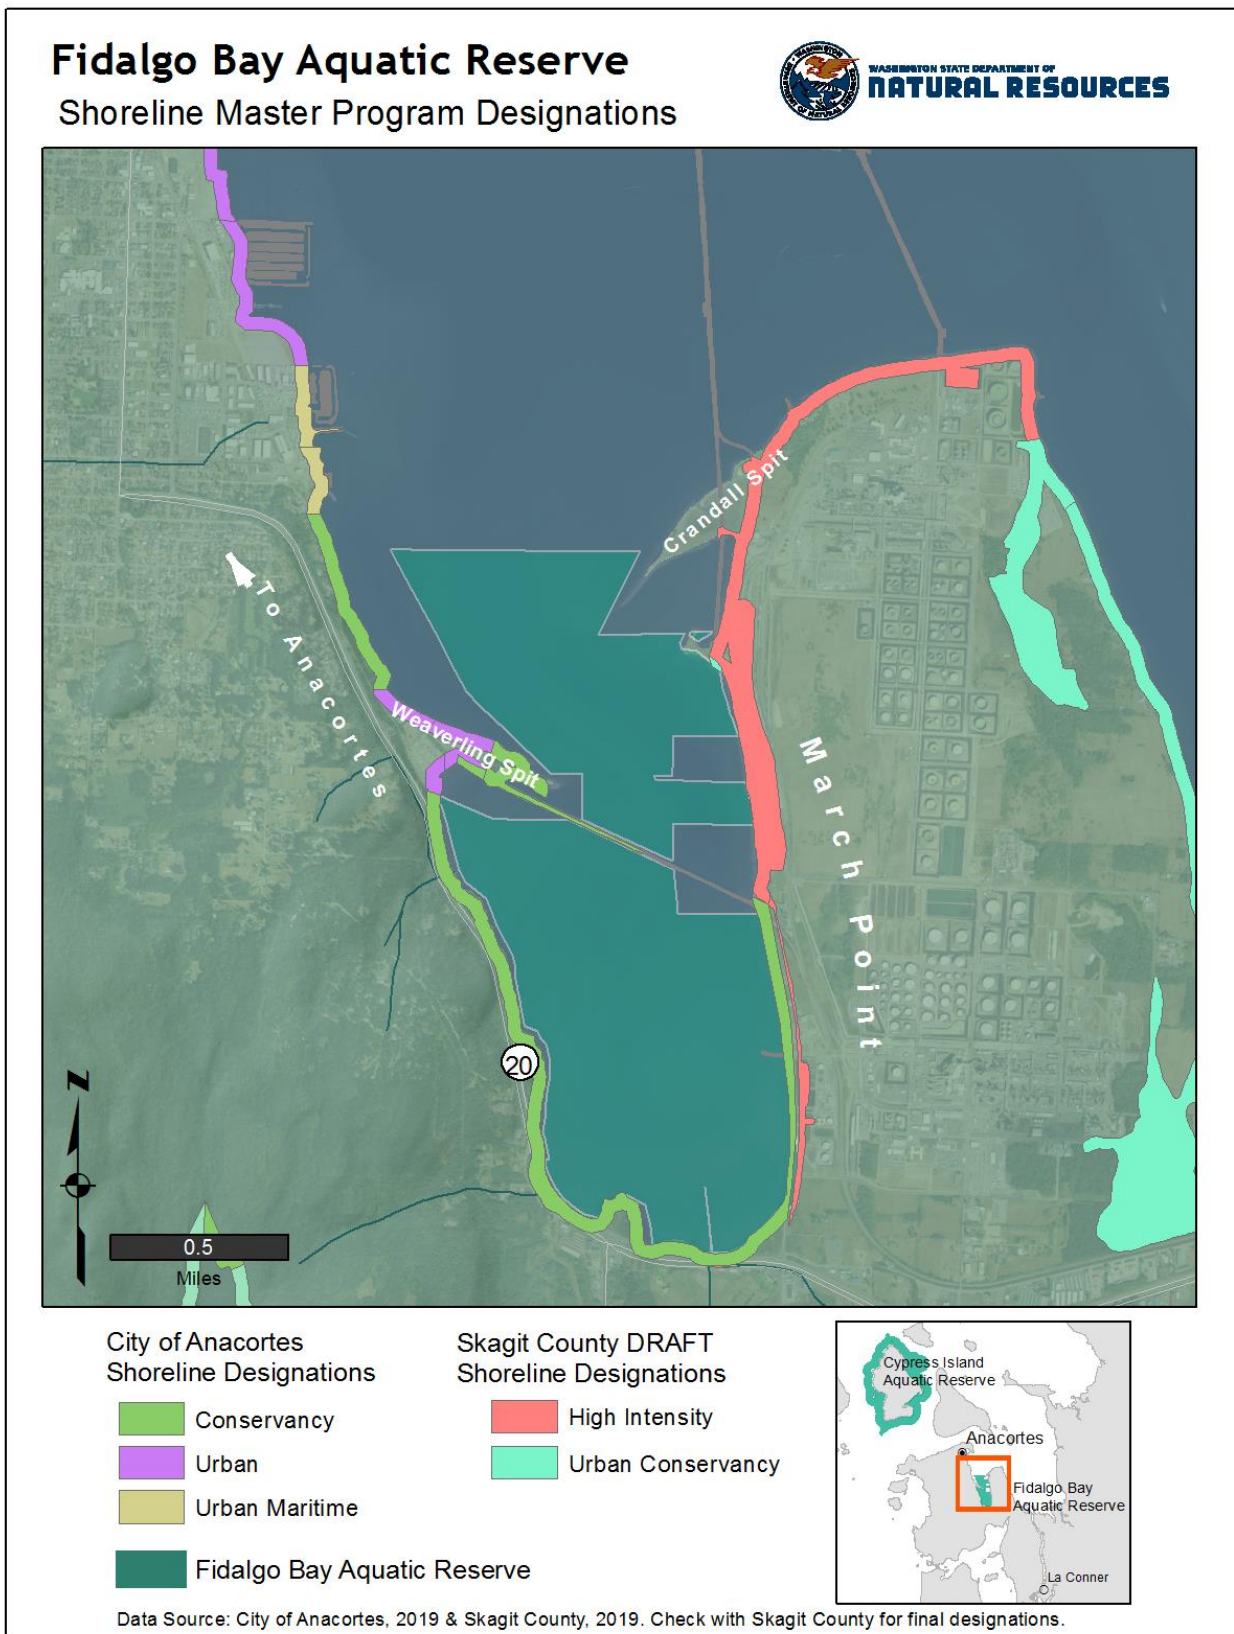 Fidalgo Bay Aquatic Reserve
Shoreline Master Program Designations
WASHINGTON STATE DEPARTMENT OF
NATURAL RESOURCES
Crandall Spit
To Anacortes
Weaverling Spit
March Point
20
N
0.5
Miles
City of Anacortes
Shoreline Designations
Conservancy
Urban
Urban Maritime
Fidalgo Bay Aquatic Reserve
Skagit County DRAFT
Shoreline Designations
High Intensity
Urban Conservancy
Cypress Island
Aquatic Reserve
Anacortes
Fidalgo Bay
Aquatic Reserve
La Conner
Data Source: City of Anacortes, 2019 & Skagit County, 2019. Check with Skagit County for final designations.